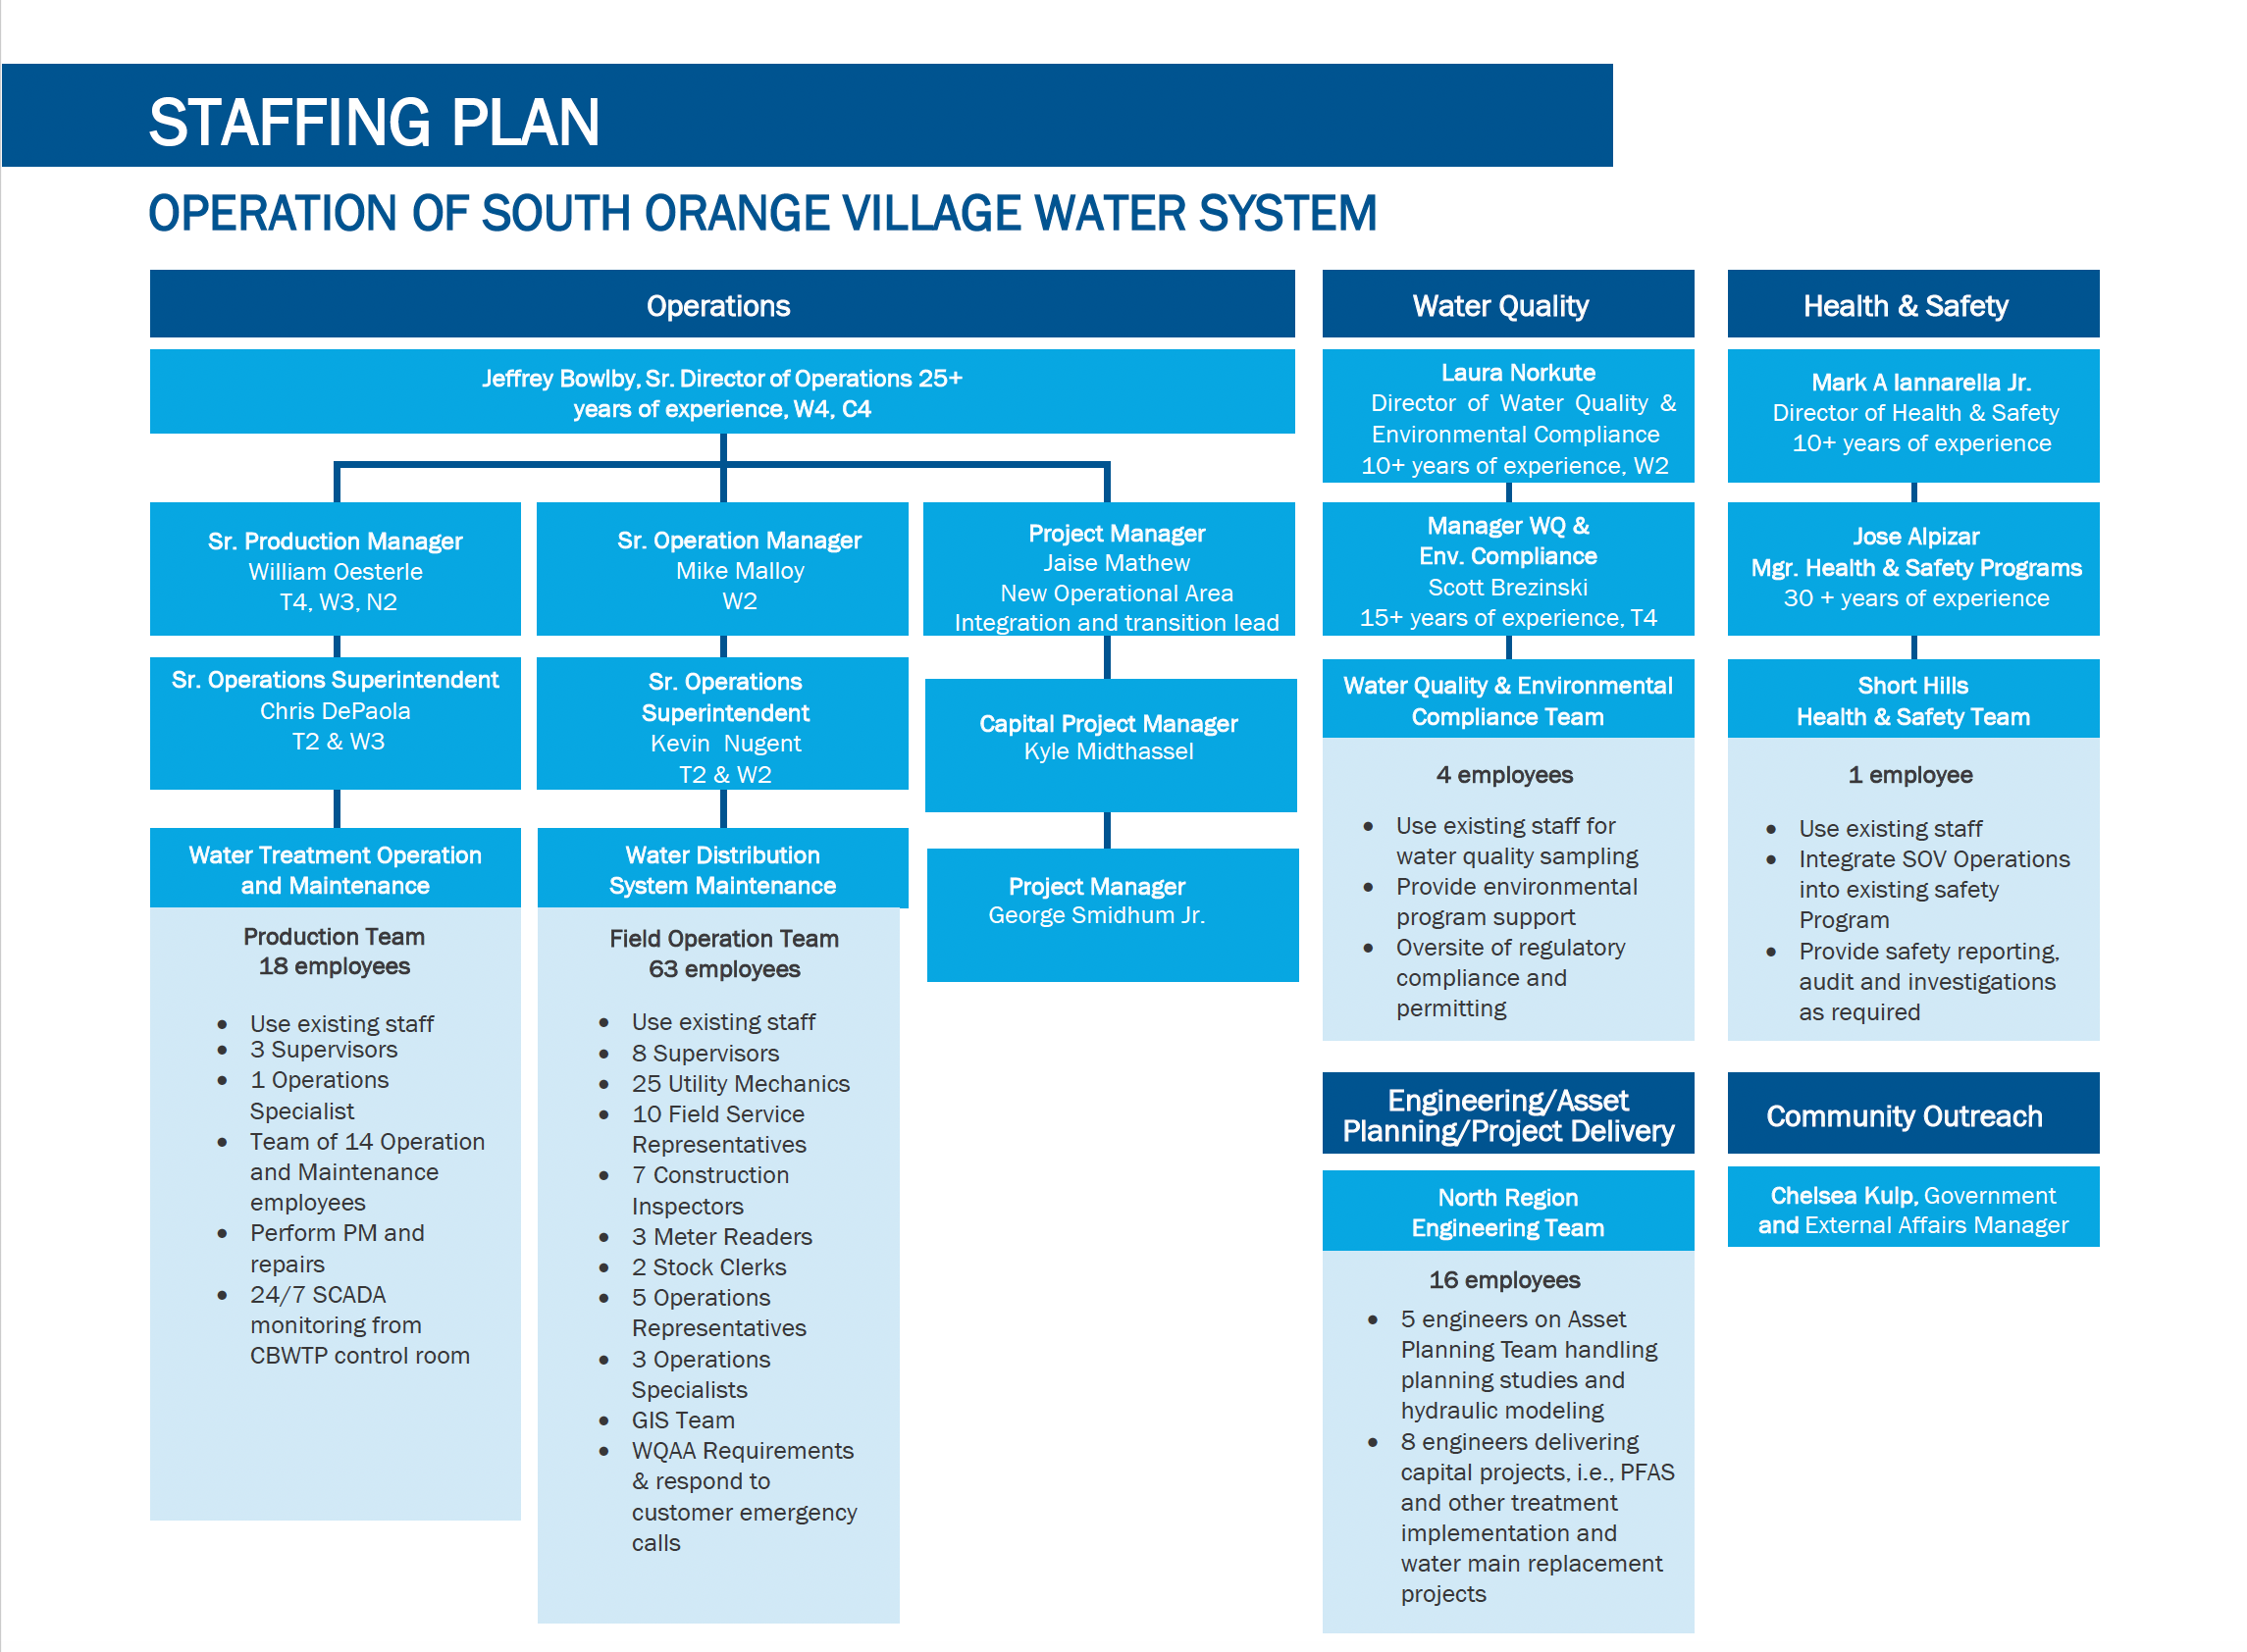 STAFFING PLAN
OPERATION OF SOUTH ORANGE VILLAGE WATER SYSTEM
Operations
Jeffrey Bowlby, Sr. Director of Operations 25+
years of experience, W4, C4
Sr. Production Manager
William Oesterle
T4, W3, N2
Sr. Operations Superintendent
Chris DePaola
T2 & W3
Water Treatment Operation
and Maintenance
Production Team
18 employees
• Use existing staff
• 3 Supervisors
• 1 Operations
Specialist
• Team of 14 Operation
and Maintenance
employees
• Perform PM and
repairs
• 24/7 SCADA
monitoring from
CBWTP control room
Sr. Operation Manager
Mike Malloy
W2
Sr. Operations
Superintendent
Kevin Nugent
T2 & W2
Water Distribution
System Maintenance
Field Operation Team
63 employees
• Use existing staff
• 8 Supervisors
• 25 Utility Mechanics
• 10 Field Service
Representatives
• 7 Construction
Inspectors
• 3 Meter Readers
• 2 Stock Clerks
• 5 Operations
Representatives
• 3 Operations
Specialists
• GIS Team
• WQAA Requirements
& respond to
customer emergency
calls
Project Manager
Jaise Mathew
New Operational Area
Integration and transition lead
Capital Project Manager
Kyle Midthassel
Project Manager
George Smidhum Jr.
Water Quality
Laura Norkute
Director of Water Quality &
Environmental Compliance
10+ years of experience, W2
Manager WQ &
Env. Compliance
Scott Brezinski
15+ years of experience, T4
Water Quality & Environmental
Compliance Team
4 employees
• Use existing staff for
water quality sampling
• Provide environmental
program support
• Oversite of regulatory
compliance and
permitting
Health & Safety
Mark A Iannarella Jr.
Director of Health & Safety
10+ years of experience
Jose Alpizar
Mgr. Health & Safety Programs
30 + years of experience
Short Hills
Health & Safety Team
1 employee
• Use existing staff
• Integrate SOV Operations
into existing safety
Program
• Provide safety reporting,
audit and investigations
as required
Engineering/Asset
Planning/Project Delivery
North Region
Engineering Team
16 employees
• 5 engineers on Asset
Planning Team handling
planning studies and
hydraulic modeling
• 8 engineers delivering
capital projects, i.e., PFAS
and other treatment
implementation and
water main replacement
projects
Community Outreach
Chelsea Kulp, Government
and External Affairs Manager